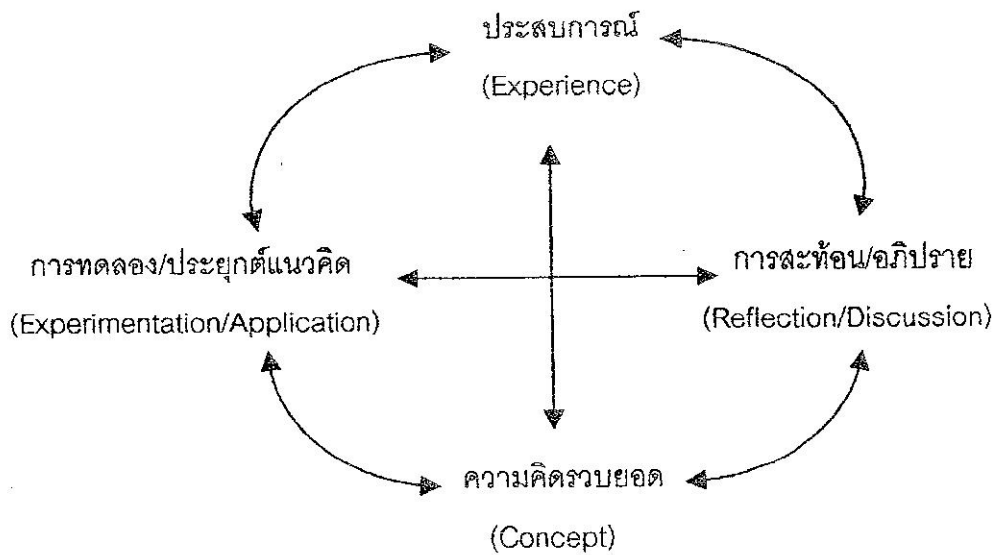 ประสบการณ์
(Experience)
การทดลอง/ประยุกต์แนวคิด
(Experimentation/Application)
การสะท้อน/อภิปราย
(Reflection/Discussion)
ความคิดรวบยอด
(Concept)